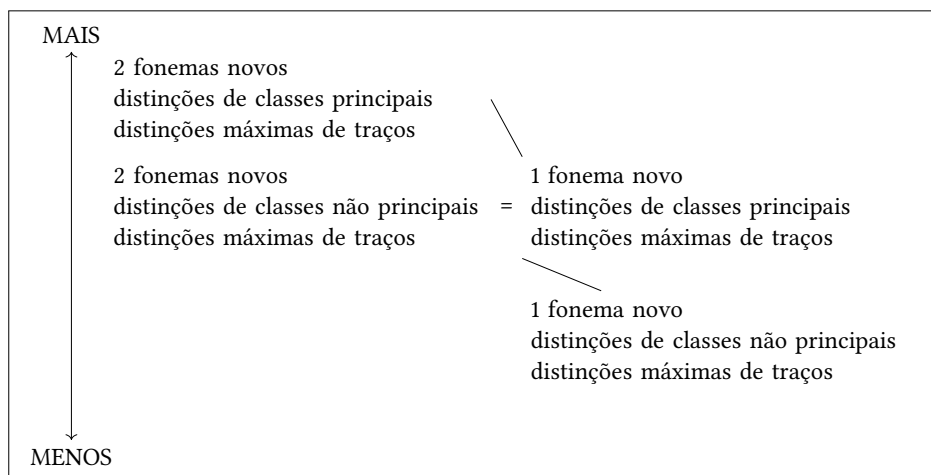 MAIS
2 fonemas novos
distinções de classes principais
distinções máximas de traços
2 fonemas novos
distinções de classes não principais
distinções máximas de traços
=
1 fonema novo
distinções de classes principais
distinções máximas de traços
1 fonema novo
distinções de classes não principais
distinções máximas de traços
MENOS